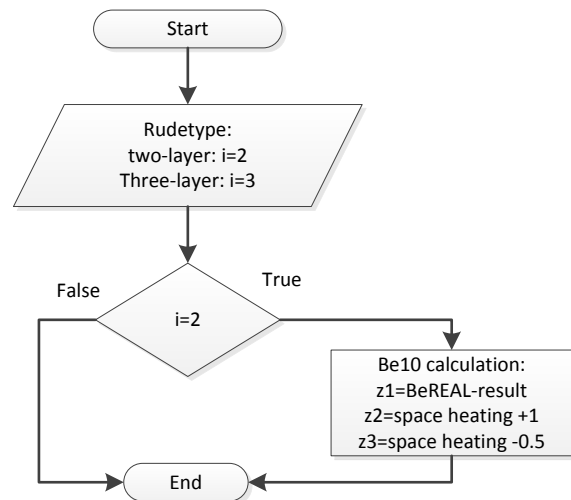 Start
Rudetype:
two-layer: i=2
Three-layer: i=3
False
True
i=2
Be10 calculation:
z1=BeREAL-result
z2=space heating +1
z3=space heating -0.5
End